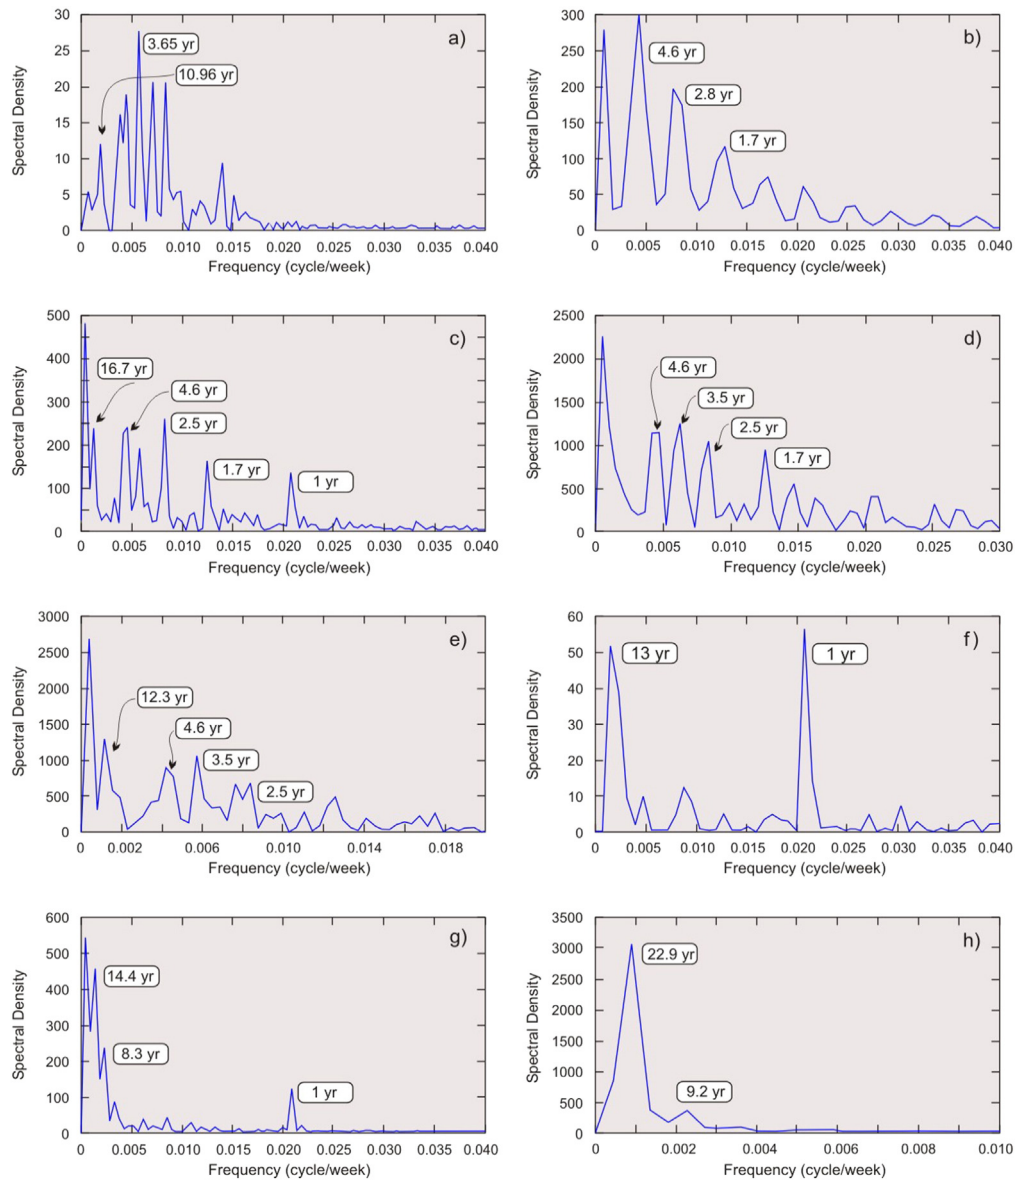 a)
Spectral Density
30
25
20
15
10
5
0
3.65 yr
10.96 yr
0 0.005 0.010 0.015 0.020 0.025 0.030 0.035 0.040
Frequency (cycle/week)
b)
Spectral Density
300
250
200
150
100
50
0
4.6 yr
2.8 yr
1.7 yr
0 0.005 0.010 0.015 0.020 0.025 0.030 0.035 0.040
Frequency (cycle/week)
c)
Spectral Density
500
400
300
200
100
0
16.7 yr
4.6 yr
2.5 yr
1.7 yr
1 yr
0 0.005 0.010 0.015 0.020 0.025 0.030 0.035 0.040
Frequency (cycle/week)
d)
Spectral Density
2500
2000
1500
1000
500
0
4.6 yr
3.5 yr
2.5 yr
1.7 yr
0 0.005 0.010 0.015 0.020 0.025 0.030
Frequency (cycle/week)
e)
Spectral Density
3000
2500
2000
1500
1000
500
0
12.3 yr
4.6 yr
3.5 yr
2.5 yr
0 0.002 0.006 0.010 0.014 0.018
Frequency (cycle/week)
f)
Spectral Density
60
50
40
30
20
10
0
13 yr
1 yr
0 0.005 0.010 0.015 0.020 0.025 0.030 0.035 0.040
Frequency (cycle/week)
g)
Spectral Density
600
500
400
300
200
100
0
14.4 yr
8.3 yr
1 yr
0 0.005 0.010 0.015 0.020 0.025 0.030 0.035 0.040
Frequency (cycle/week)
h)
Spectral Density
3500
3000
2500
2000
1500
1000
500
0
22.9 yr
9.2 yr
0 0.002 0.004 0.006 0.008 0.010
Frequency (cycle/week)